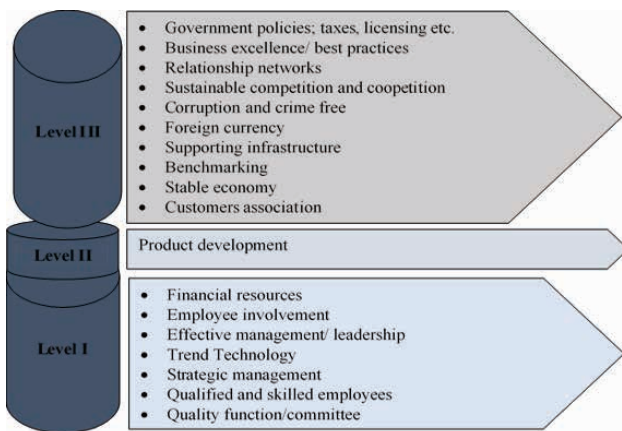 Level III
• Government policies; taxes, licensing etc.
• Business excellence/ best practices
• Relationship networks
• Sustainable competition and coopetition
• Corruption and crime free
• Foreign currency
• Supporting infrastructure
• Benchmarking
• Stable economy
• Customers association
Level II
Product development
Level I
• Financial resources
• Employee involvement
• Effective management/ leadership
• Trend Technology
• Strategic management
• Qualified and skilled employees
• Quality function/committee